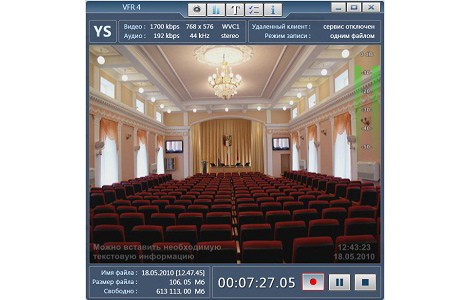 VFR 4
YS
Видео : 1700 kbps 768 x 576 WVC1
Аудио : 192 kbps 44 kHz stereo
Удаленный клиент : сервис отключен
Режим записи : одним файлом
Можно вставить необходимую
текстовую информацию
12:43:23
18.05.2010
Имя файла : 18.05.2010 [12.47.45]
Размер файла : 106, 05 Мб
Свободно : 613 113, 00 Мб
00:07:27.05